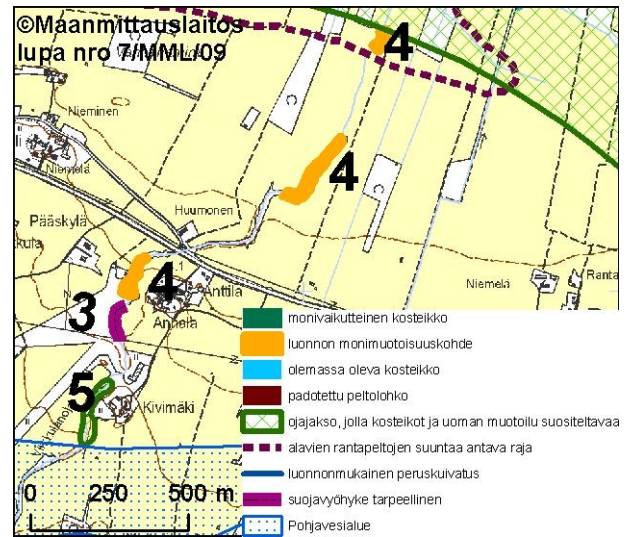 ©Maanmittauslaitos
lupa nro 7/MML/09
4
Nieminen
4
Niemelä
Huumonen
Pääskylä
Niemelä
Ranta
4
Anttila
3
Annola
monivaikutteinen kosteikko
luonnon monimuotoisuuskohde
olemassa oleva kosteikko
5
padotettu peltolohko
Kivimäki
ojajakso, jolla kosteikot ja uoman muotoilu suositeltavaa
alavien rantapeltojen suuntaa antava raja
luonnonmukainen peruskuivatus
0 250 500 m
suojavyöhyke tarpeellinen
Pohjavesialue